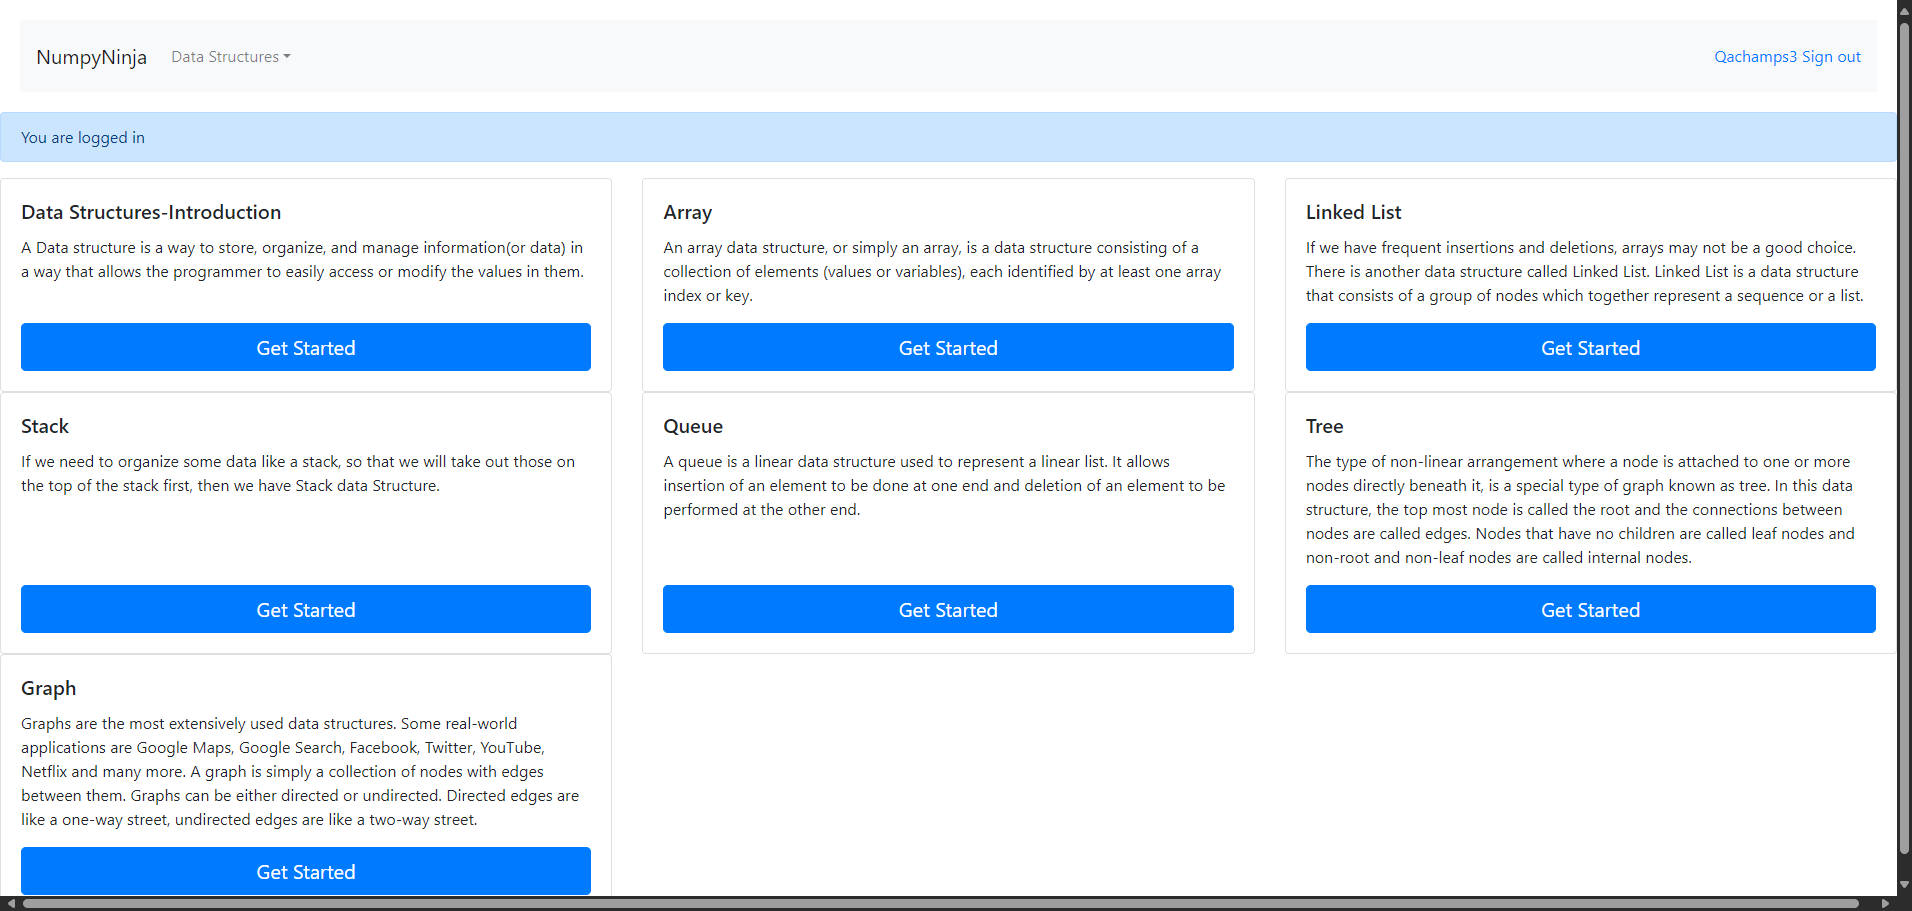 NumpyNinja Data Structures Qachamps3 Sign out
You are logged in
Data Structures-Introduction
A Data structure is a way to store, organize, and manage information(or data) in
a way that allows the programmer to easily access or modify the values in them.
Get Started
Array
An array data structure, or simply an array, is a data structure consisting of a
collection of elements (values or variables), each identified by at least one array
index or key.
Get Started
Linked List
If we have frequent insertions and deletions, arrays may not be a good choice.
There is another data structure called Linked List. Linked List is a data structure
that consists of a group of nodes which together represent a sequence or a list.
Get Started
Stack
If we need to organize some data like a stack, so that we will take out those on
the top of the stack first, then we have Stack data Structure.
Get Started
Queue
A queue is a linear data structure used to represent a linear list. It allows
insertion of an element to be done at one end and deletion of an element to be
performed at the other end.
Get Started
Tree
The type of non-linear arrangement where a node is attached to one or more
nodes directly beneath it, is a special type of graph known as tree. In this data
structure, the top most node is called the root and the connections between
nodes are called edges. Nodes that have no children are called leaf nodes and
non-root and non-leaf nodes are called internal nodes.
Get Started
Graph
Graphs are the most extensively used data structures. Some real-world
applications are Google Maps, Google Search, Facebook, Twitter, YouTube,
Netflix and many more. A graph is simply a collection of nodes with edges
between them. Graphs can be either directed or undirected. Directed edges are
like a one-way street, undirected edges are like a two-way street.
Get Started